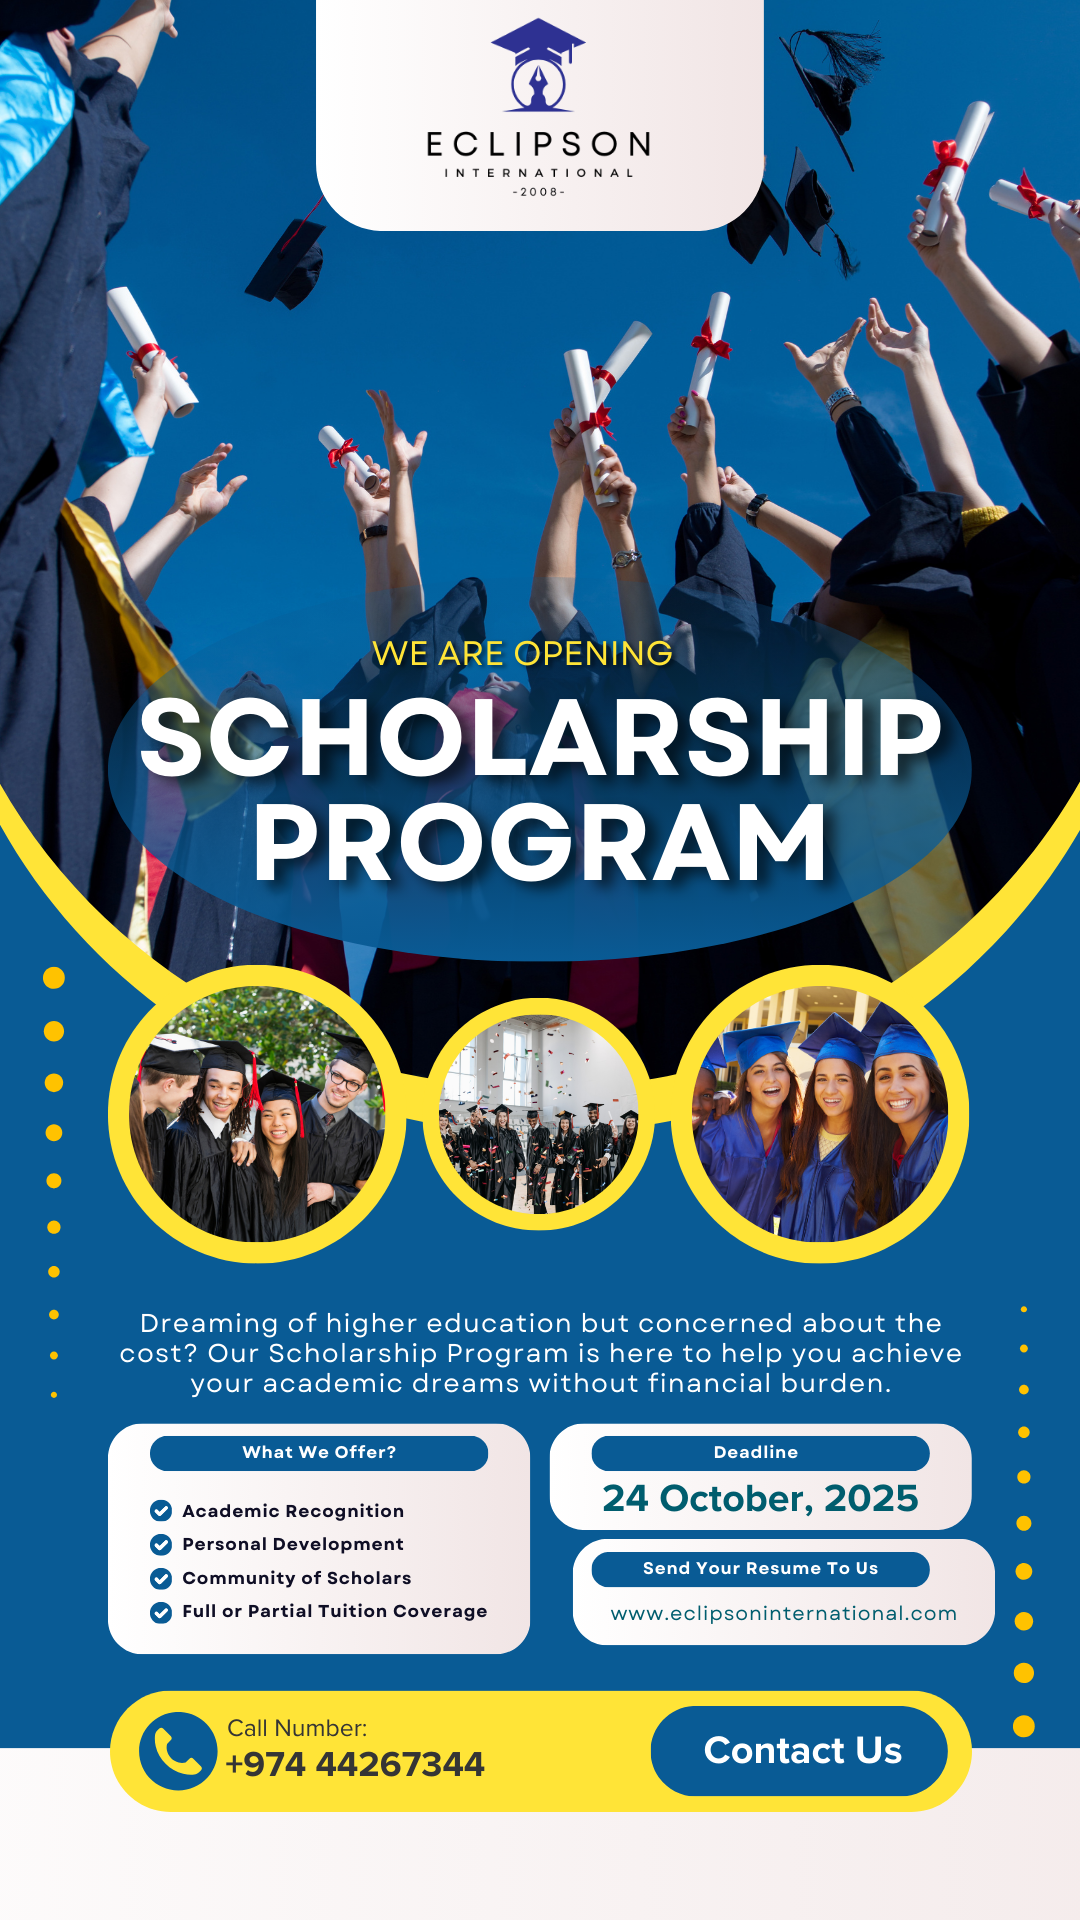 ECLIPSON
INTERNATIONAL
-2008-
WE ARE OPENING
SCHOLARSHIP
PROGRAM
Dreaming of higher education but concerned about the
cost? Our Scholarship Program is here to help you achieve
your academic dreams without financial burden.
What We Offer?
Academic Recognition
Personal Development
Community of Scholars
Full or Partial Tuition Coverage
Deadline
24 October, 2025
Send Your Resume To Us
www.eclipsoninternational.com
Call Number:
+974 44267344
Contact Us